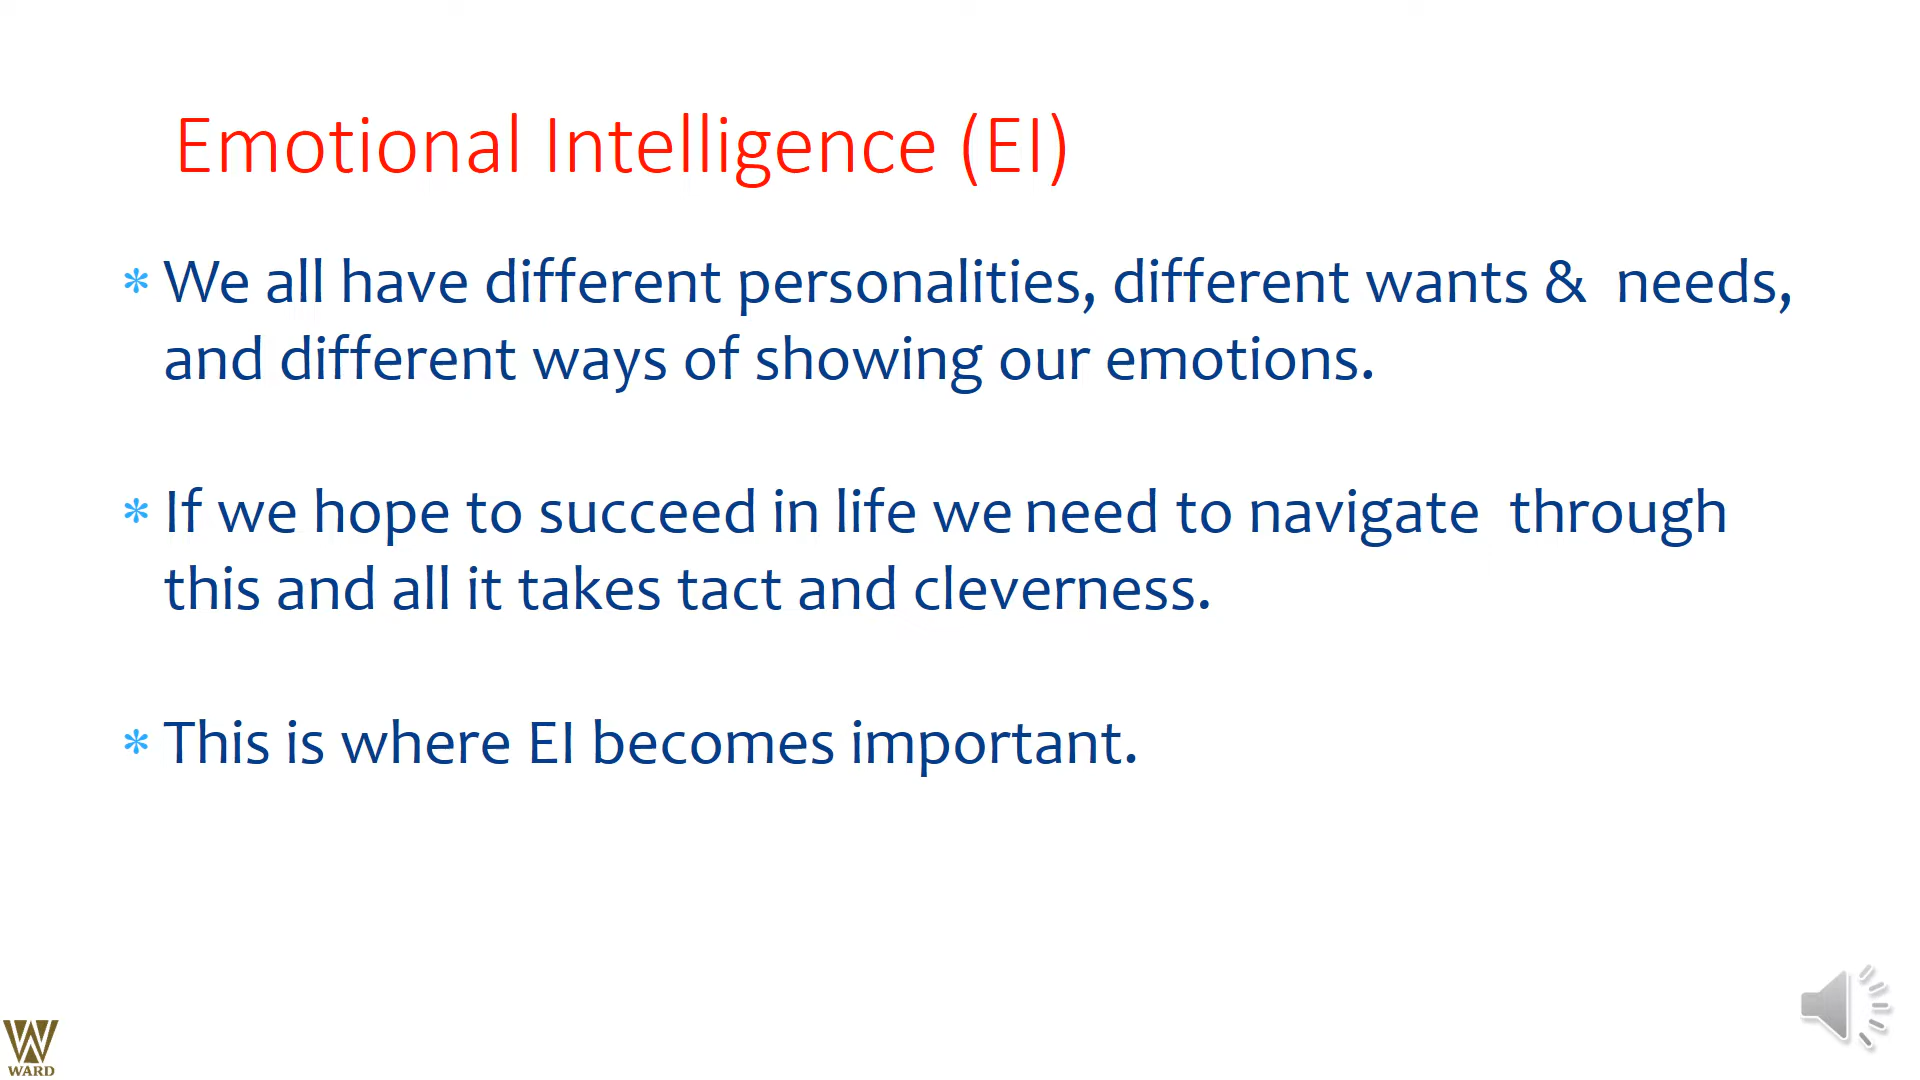 Emotional Intelligence (EI)
* We all have different personalities, different wants & needs,
and different ways of showing our emotions.
* If we hope to succeed in life we need to navigate through
this and all it takes tact and cleverness.
* This is where EI becomes important.
WARD